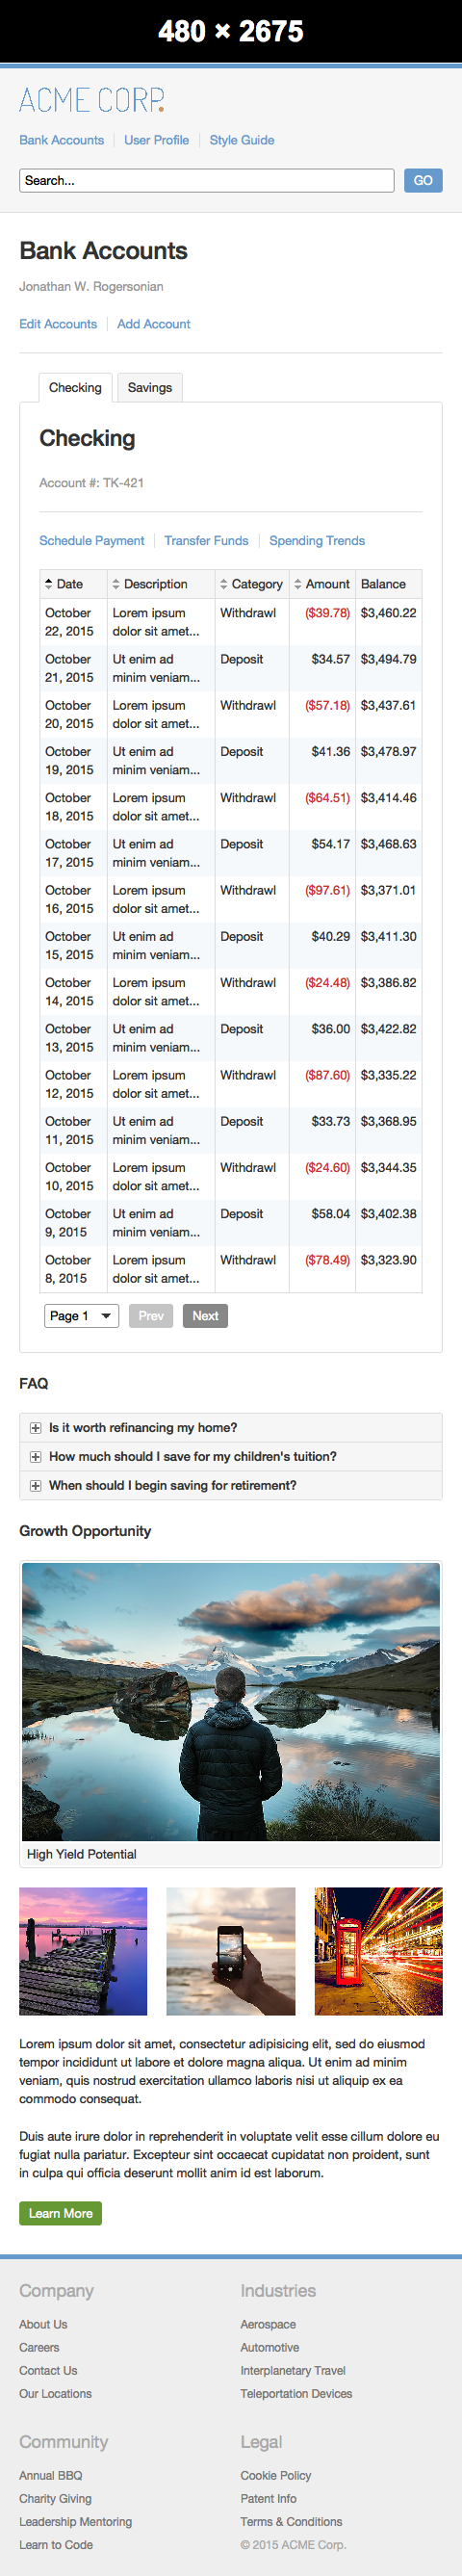 480 × 2675
ACME CORP.
Bank Accounts User Profile Style Guide
Search... GO
Bank Accounts
Jonathan W. Rogersonian
Edit Accounts Add Account
Checking Savings
Checking
Account #: TK-421
Schedule Payment Transfer Funds Spending Trends
Date Description Category Amount Balance
October Lorem ipsum Withdrawl ($39.78) $3,460.22
22, 2015 dolor sit amet...
October Ut enim ad Deposit $34.57 $3,494.79
21, 2015 minim veniam...
October Lorem ipsum Withdrawl ($57.18) $3,437.61
20, 2015 dolor sit amet...
October Ut enim ad Deposit $41.36 $3,478.97
19, 2015 minim veniam...
October Lorem ipsum Withdrawl ($64.51) $3,414.46
18, 2015 dolor sit amet...
October Ut enim ad Deposit $54.17 $3,468.63
17, 2015 minim veniam...
October Lorem ipsum Withdrawl ($97.61) $3,371.01
16, 2015 dolor sit amet...
October Ut enim ad Deposit $40.29 $3,411.30
15, 2015 minim veniam...
October Lorem ipsum Withdrawl ($24.48) $3,386.82
14, 2015 dolor sit amet...
October Ut enim ad Deposit $36.00 $3,422.82
13, 2015 minim veniam...
October Lorem ipsum Withdrawl ($87.60) $3,335.22
12, 2015 dolor sit amet...
October Ut enim ad Deposit $33.73 $3,368.95
11, 2015 minim veniam...
October Lorem ipsum Withdrawl ($24.60) $3,344.35
10, 2015 dolor sit amet...
October Ut enim ad Deposit $58.04 $3,402.38
9, 2015 minim veniam...
October Lorem ipsum Withdrawl ($78.49) $3,323.90
8, 2015 dolor sit amet...
Page 1 Prev Next
FAQ
Is it worth refinancing my home?
How much should I save for my children's tuition?
When should I begin saving for retirement?
Growth Opportunity
High Yield Potential
Lorem ipsum dolor sit amet, consectetur adipisicing elit, sed do eiusmod
tempor incididunt ut labore et dolore magna aliqua. Ut enim ad minim
veniam, quis nostrud exercitation ullamco laboris nisi ut aliquip ex ea
commodo consequat.
Duis aute irure dolor in reprehenderit in voluptate velit esse cillum dolore eu
fugiat nulla pariatur. Excepteur sint occaecat cupidatat non proident, sunt
in culpa qui officia deserunt mollit anim id est laborum.
Learn More
Company
About Us
Careers
Contact Us
Our Locations
Industries
Aerospace
Automotive
Interplanetary Travel
Teleportation Devices
Community
Annual BBQ
Charity Giving
Leadership Mentoring
Learn to Code
Legal
Cookie Policy
Patent Info
Terms & Conditions
© 2015 ACME Corp.